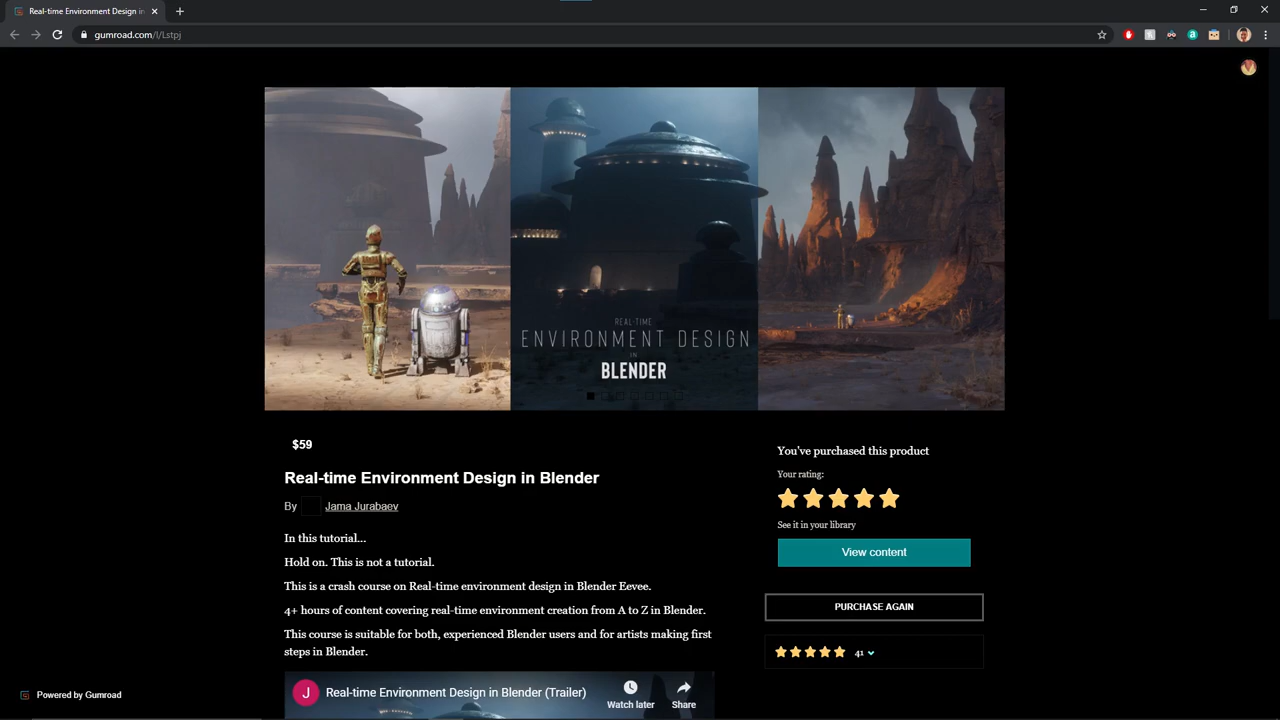 Real-time Environment Design in
gumroad.com/l/Lstpj
REAL-TIME
ENVIRONMENT DESIGN
IN
BLENDER
$59
Real-time Environment Design in Blender
By Jama Jurabaev
In this tutorial...
Hold on. This is not a tutorial.
This is a crash course on Real-time environment design in Blender Eevee.
4+ hours of content covering real-time environment creation from A to Z in Blender.
This course is suitable for both, experienced Blender users and for artists making first
steps in Blender.
J Real-time Environment Design in Blender (Trailer)
Watch later
Share
You've purchased this product
Your rating:
See it in your library
View content
PURCHASE AGAIN
41
Powered by Gumroad